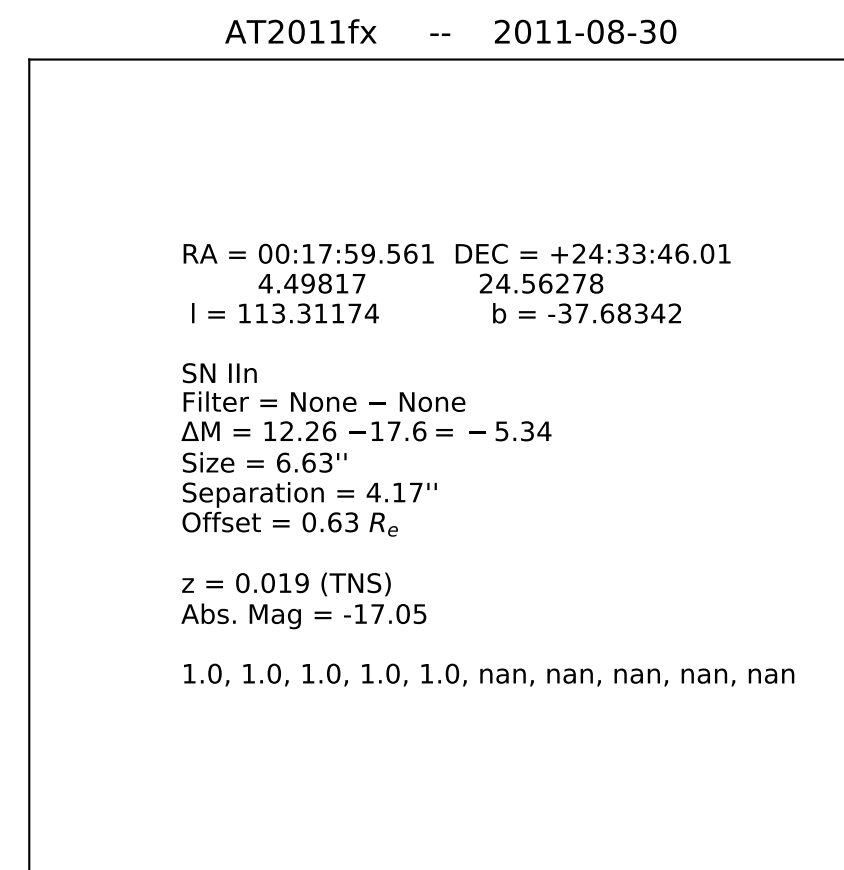 AT2011fx -- 2011-08-30
RA = 00:17:59.561 DEC = +24:33:46.01
4.49817 24.56278
l = 113.31174 b = -37.68342
SN IIn
Filter = None − None
ΔM = 12.26 −17.6 = − 5.34
Size = 6.63''
Separation = 4.17''
Offset = 0.63 Rₑ
z = 0.019 (TNS)
Abs. Mag = -17.05
1.0, 1.0, 1.0, 1.0, 1.0, nan, nan, nan, nan, nan